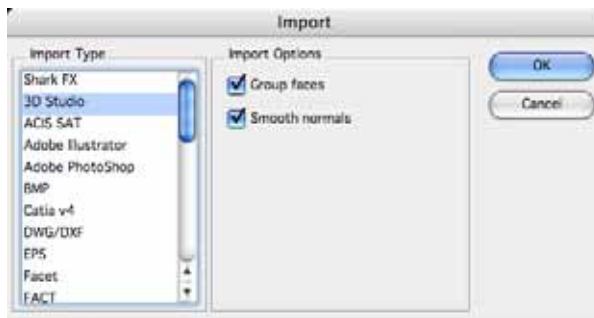 Import
Import Type
Shark FX
3D Studio
ACIS SAT
Adobe Illustrator
Adobe PhotoShop
BMP
Catia v4
DWG/DXF
EPS
Facet
FACT
Import Options
Group faces
Smooth normals
OK
Cancel